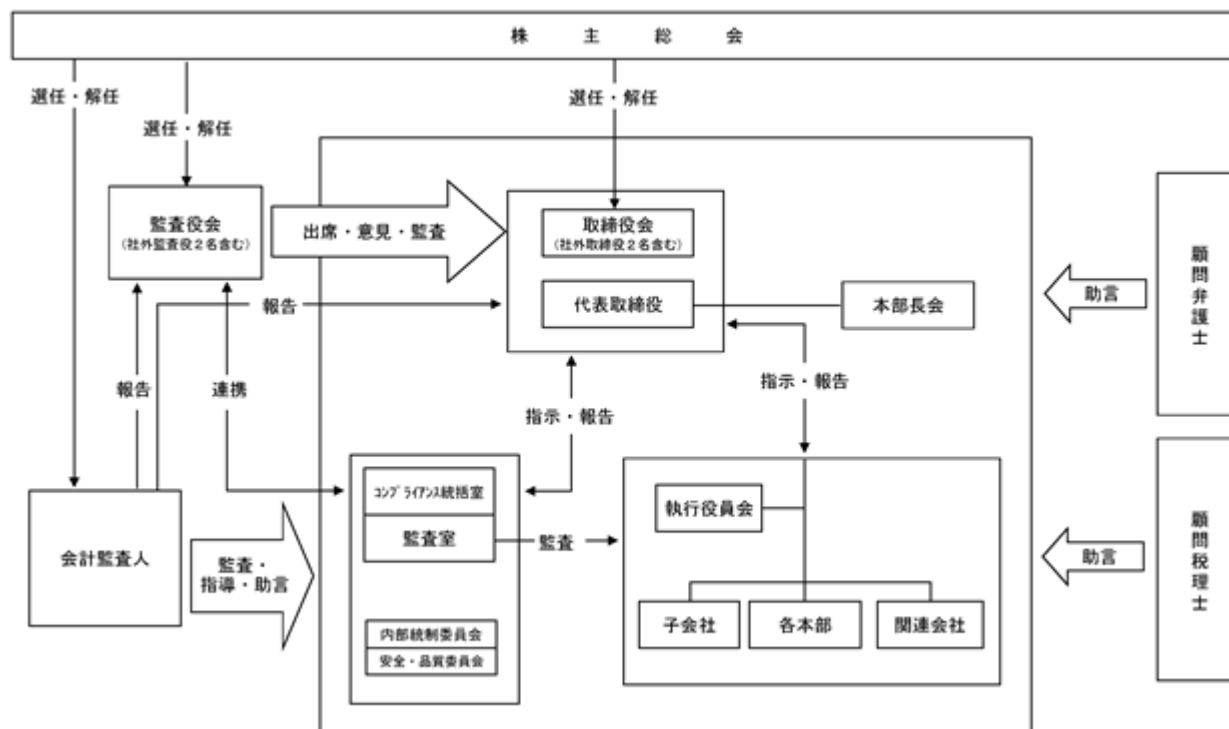 株主総会
選任・解任
選任・解任
選任・解任
監査役会
(社外監査役２名含む)
出席・意見・監査
取締役会
(社外取締役２名含む)
代表取締役
本部長会
助言
顧問弁護士
報告
報告
連携
指示・報告
指示・報告
ｺﾝﾌﾟﾗｲｱﾝｽ統括室
監査室
監査
執行役員会
会計監査人
監査・
指導・助言
助言
顧問税理士
子会社
各本部
関連会社
内部統制委員会
安全・品質委員会